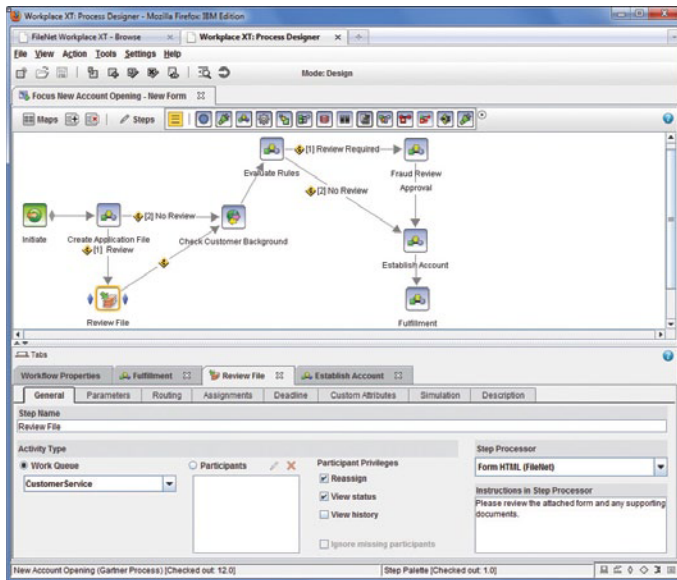 Workplace XT: Process Designer - Mozilla Firefox: IBM Edition
FileNet Workplace XT - Browse
Workplace XT: Process Designer
File View Action Tools Settings Help
Mode: Design
Focus New Account Opening - New Form
Maps
Steps
[1] Review Required
Evaluate Rules
Fraud Review
Approval
[2] No Review
[2] No Review
Initiate
Create Application File
Check Customer Background
[1] Review
Establish Account
Review File
Fulfillment
Tabs
Workflow Properties
Fulfillment
Review File
Establish Account
General
Parameters
Routing
Assignments
Deadline
Custom Attributes
Simulation
Description
Step Name
Review File
Activity Type
Work Queue
Participants
Participant Privileges
Step Processor
CustomerService
Reassign
Form HTML (FileNet)
View status
Instructions in Step Processor
View history
Please review the attached form and any supporting
documents.
Ignore missing participants
New Account Opening (Gartner Process) [Checked out: 12.0]
Step Palette [Checked out: 1.0]